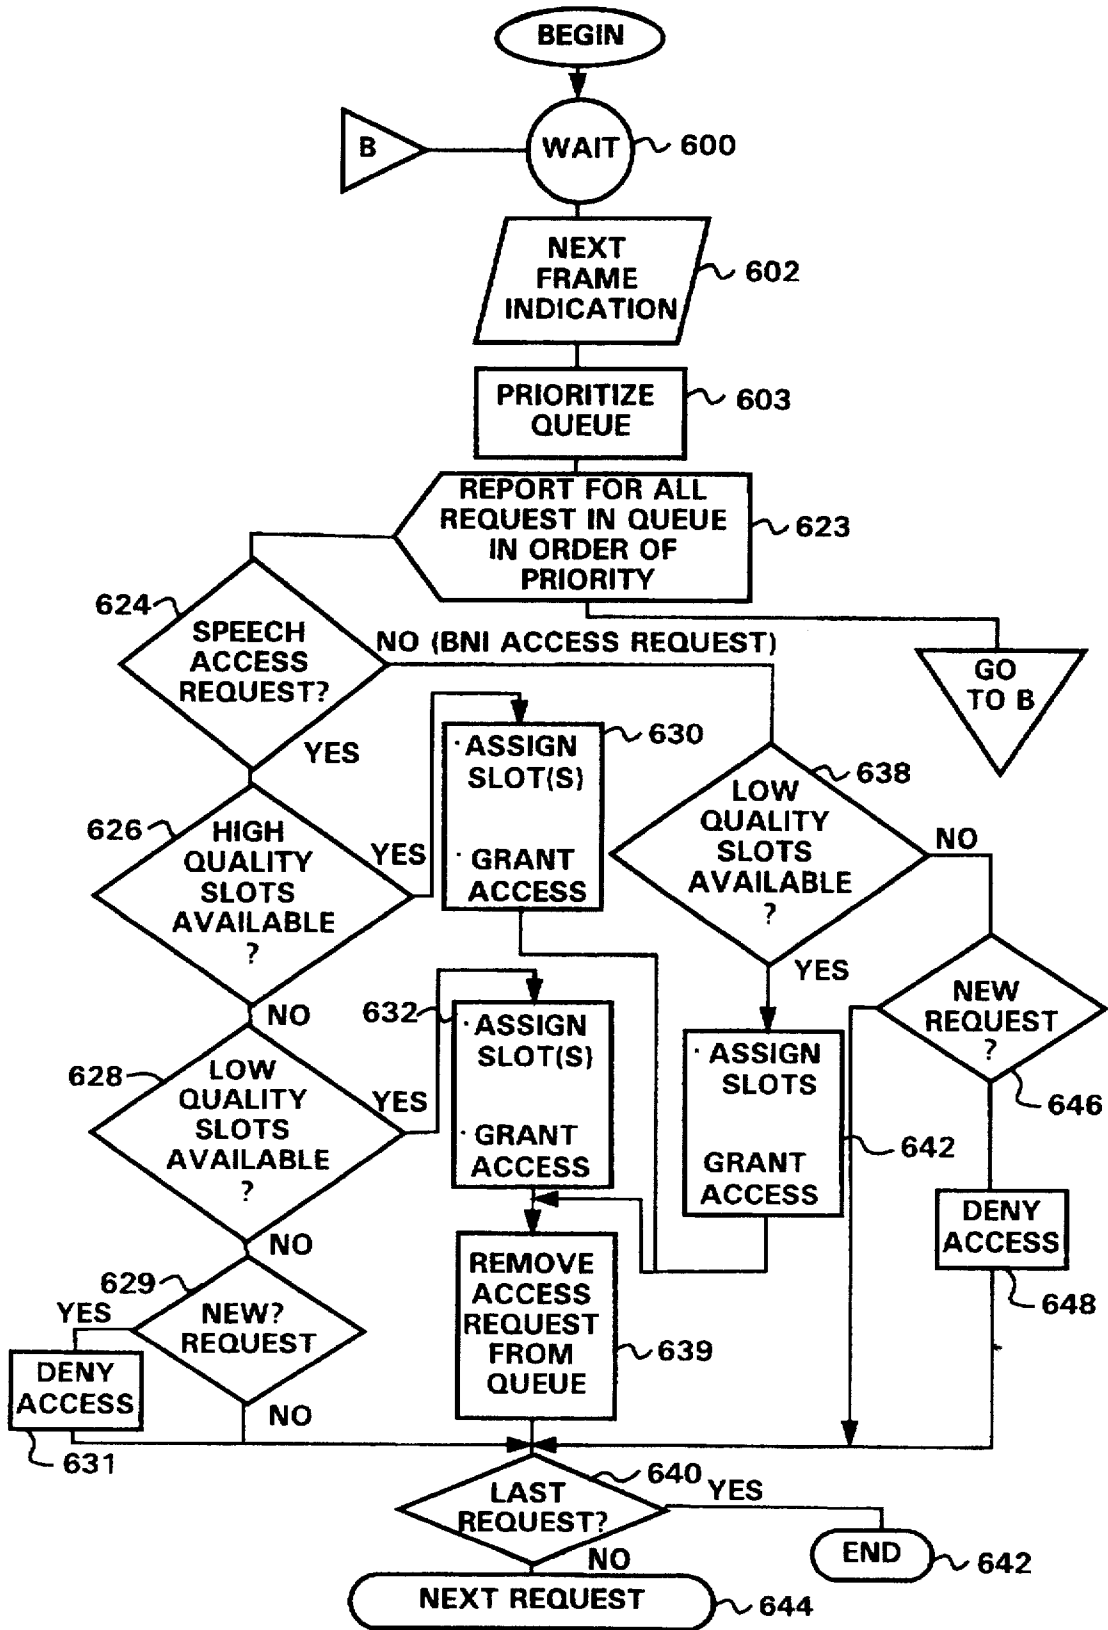 BEGIN
B
WAIT
600
NEXT
FRAME
INDICATION
602
PRIORITIZE
QUEUE
603
REPORT FOR ALL
REQUEST IN QUEUE
IN ORDER OF
PRIORITY
623
624
SPEECH
ACCESS
REQUEST?
NO (BNI ACCESS REQUEST)
YES
GO
TO B
626
HIGH
QUALITY
SLOTS
AVAILABLE
?
YES
NO
· ASSIGN
SLOT(S)
· GRANT
ACCESS
630
LOW
QUALITY
SLOTS
AVAILABLE
?
638
NO
YES
628
LOW
QUALITY
SLOTS
AVAILABLE
?
YES
NO
632
· ASSIGN
SLOT(S)
· GRANT
ACCESS
· ASSIGN
SLOTS
GRANT
ACCESS
642
NEW
REQUEST
?
646
DENY
ACCESS
648
629
NEW?
REQUEST
YES
NO
DENY
ACCESS
631
REMOVE
ACCESS
REQUEST
FROM
QUEUE
639
LAST
REQUEST?
640
YES
NO
END
642
NEXT REQUEST
644